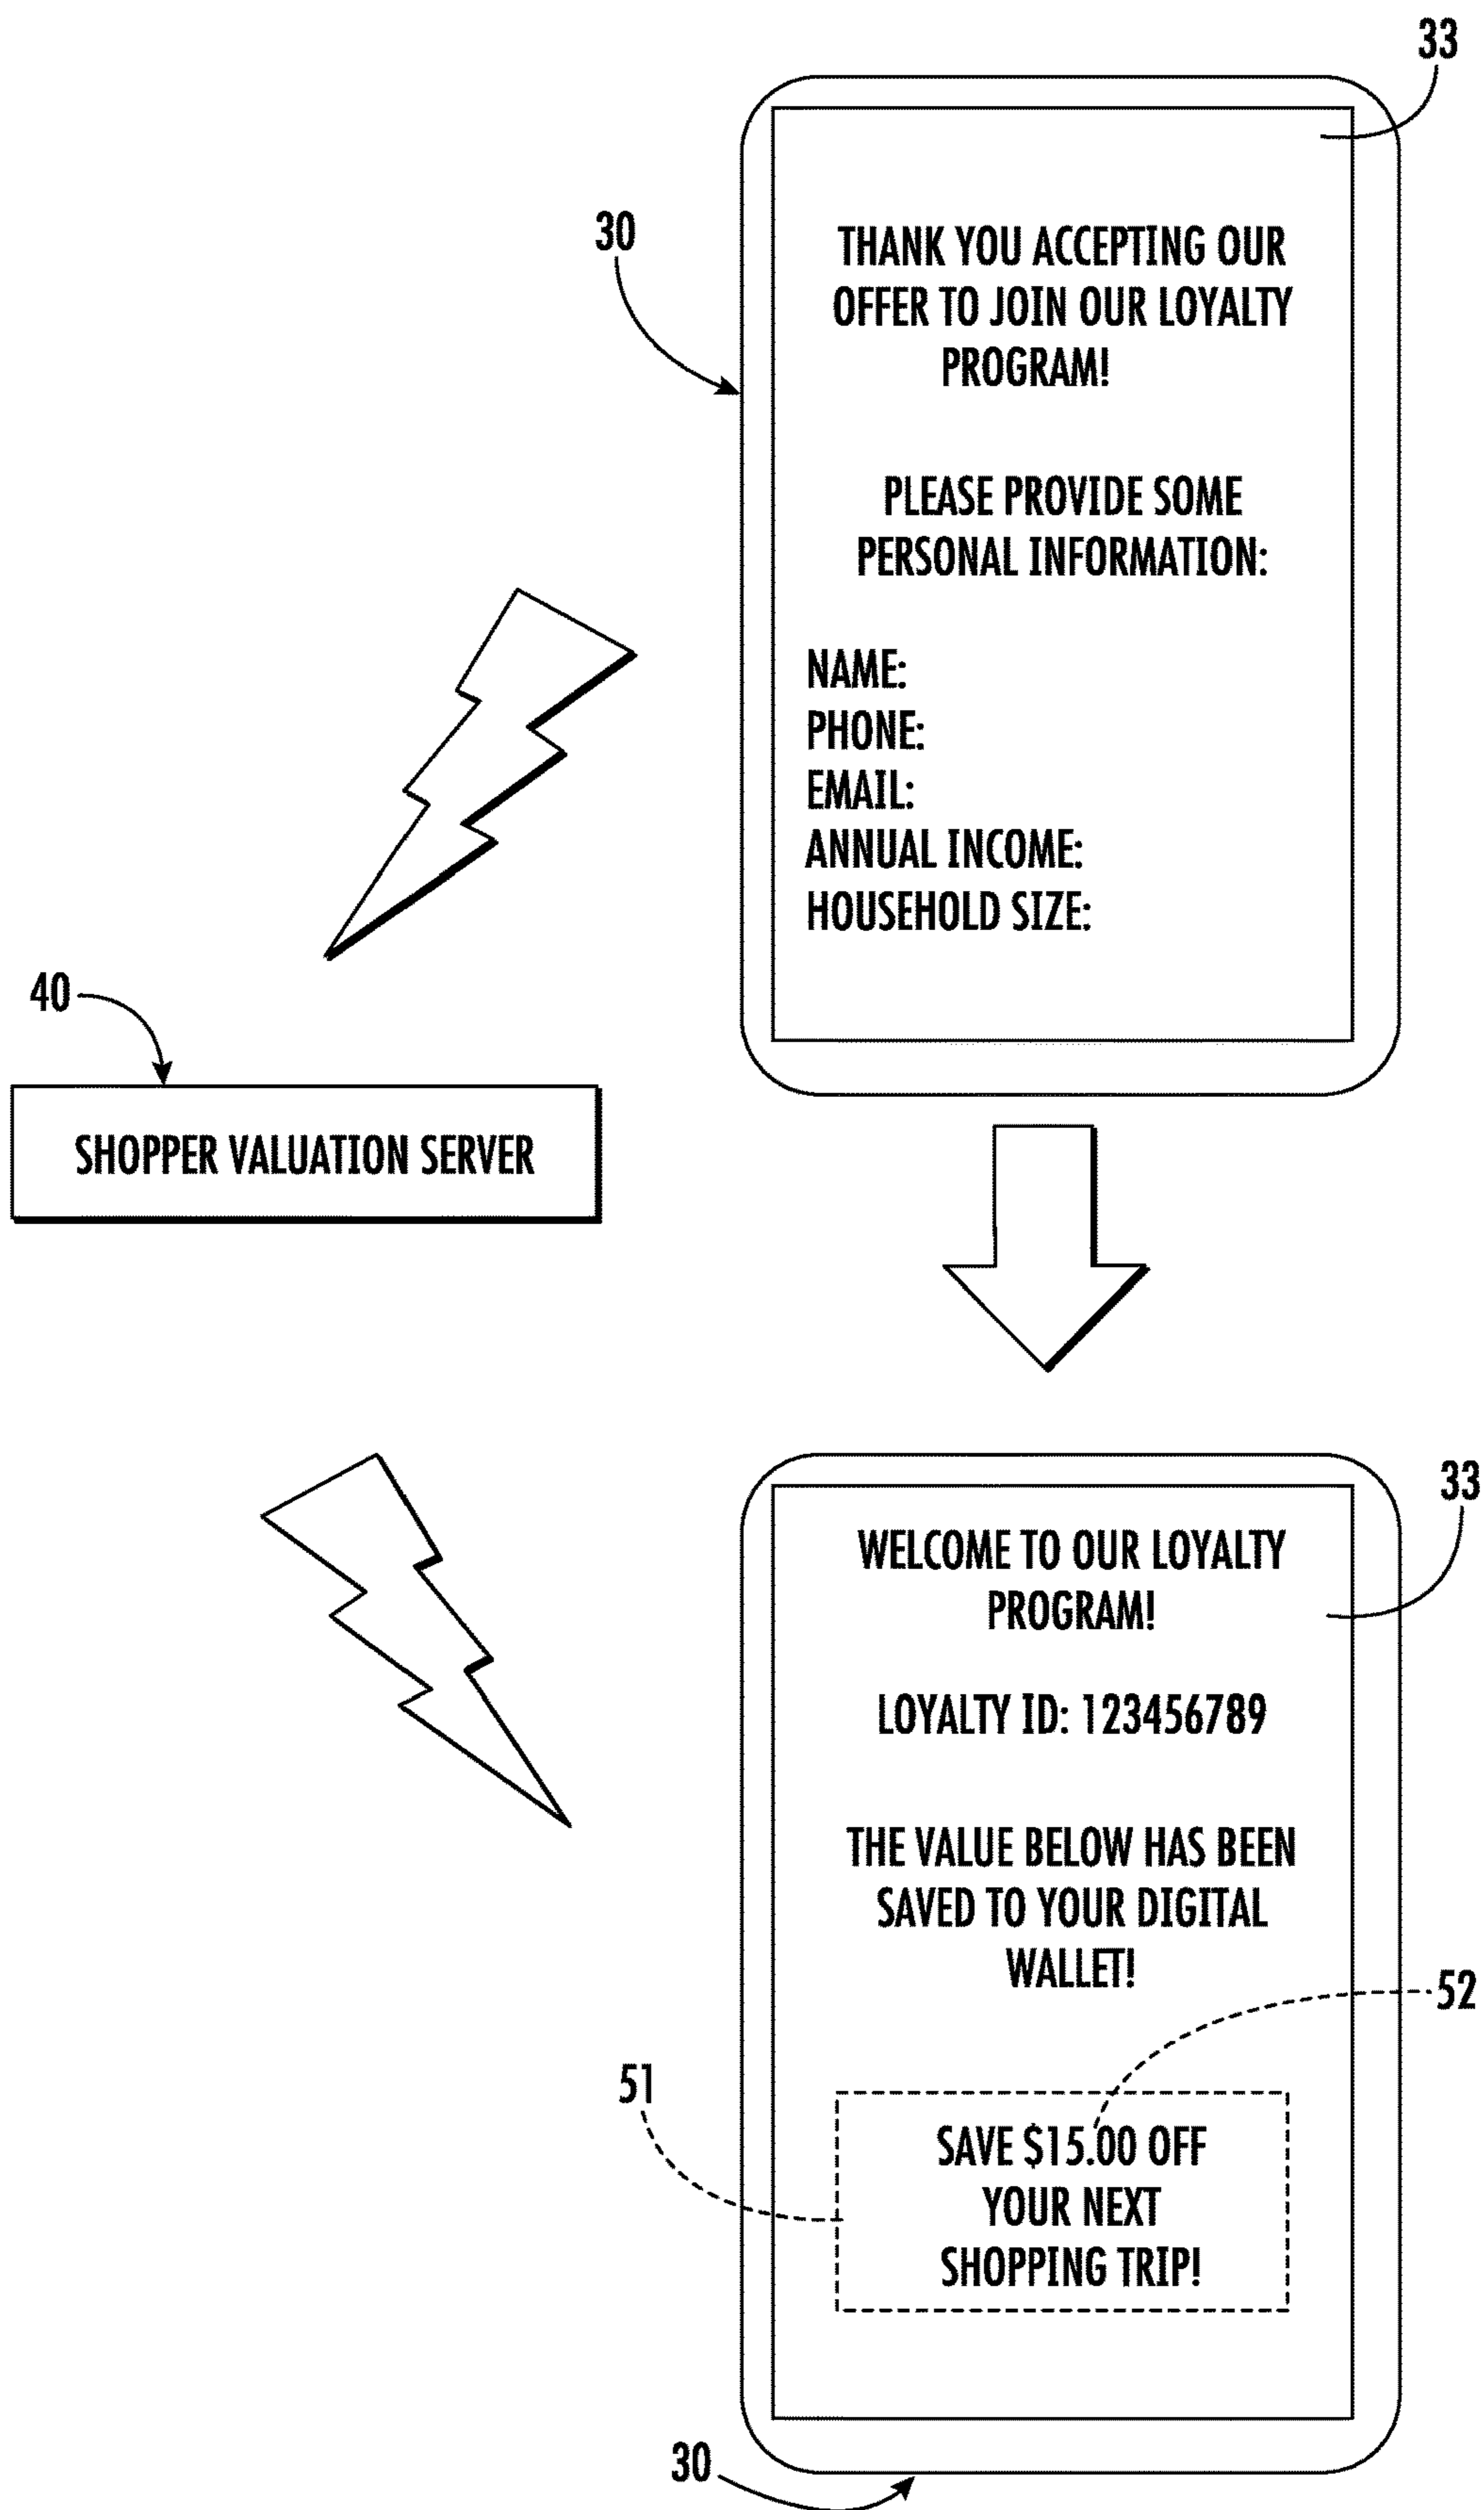 33
30
THANK YOU ACCEPTING OUR
OFFER TO JOIN OUR LOYALTY
PROGRAM!
PLEASE PROVIDE SOME
PERSONAL INFORMATION:
NAME:
PHONE:
EMAIL:
ANNUAL INCOME:
HOUSEHOLD SIZE:
40
SHOPPER VALUATION SERVER
33
WELCOME TO OUR LOYALTY
PROGRAM!
LOYALTY ID: 123456789
THE VALUE BELOW HAS BEEN
SAVED TO YOUR DIGITAL
WALLET!
52
51
SAVE $15.00 OFF
YOUR NEXT
SHOPPING TRIP!
30